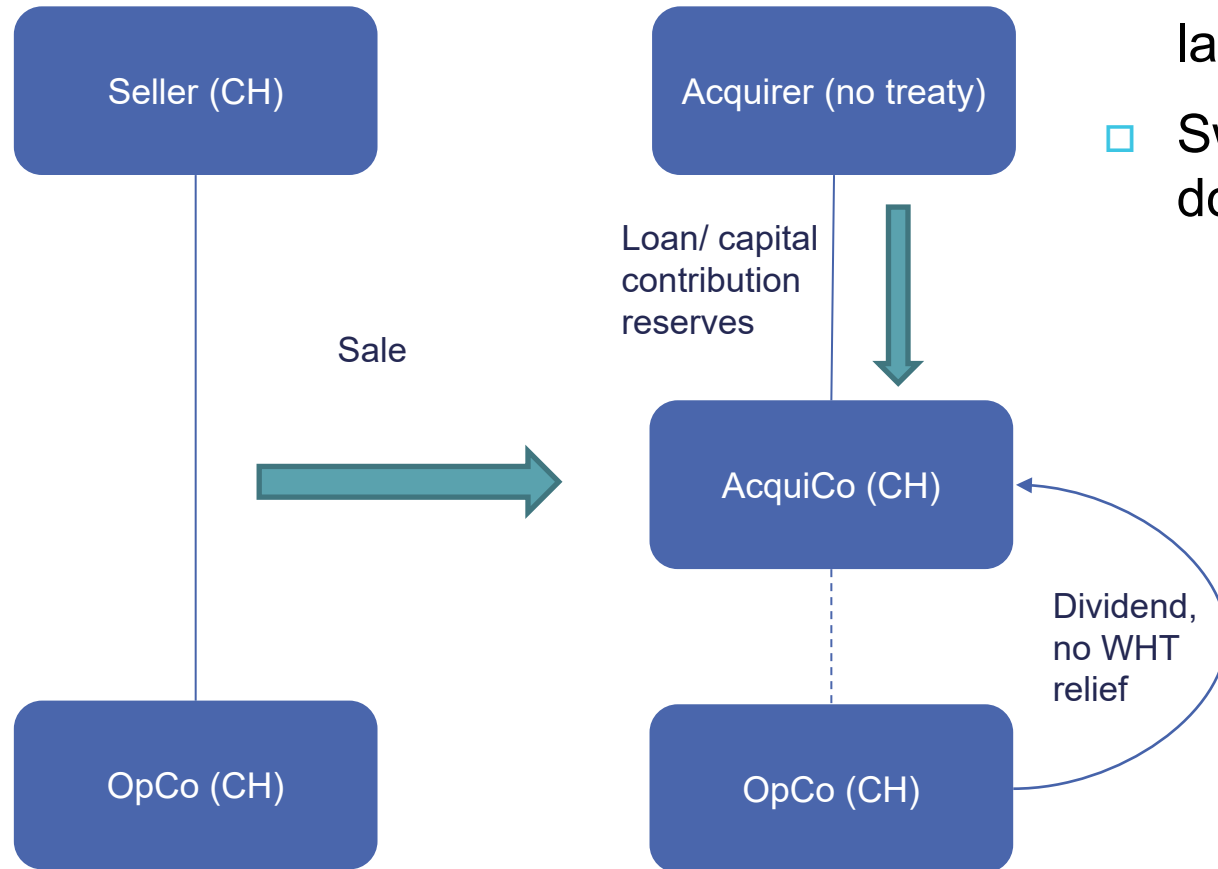 Seller (CH)
Acquirer (no treaty)
Loan/ capital
contribution
reserves
Sale
AcquiCo (CH)
Dividend,
no WHT
relief
OpCo (CH)
OpCo (CH)